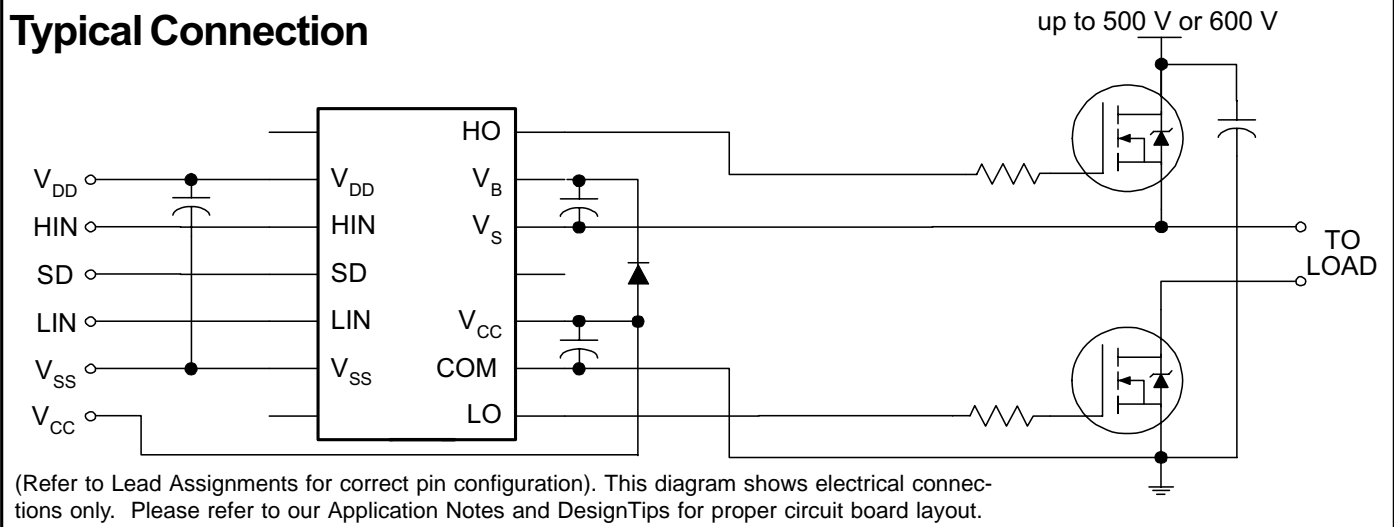 Typical Connection
up to 500 V or 600 V
HO
VDD
VDD
VB
HIN
HIN
VS
TO
LOAD
SD
SD
LIN
LIN
VCC
VSS
VSS
COM
VCC
LO
(Refer to Lead Assignments for correct pin configuration). This diagram shows electrical connec-
tions only. Please refer to our Application Notes and DesignTips for proper circuit board layout.